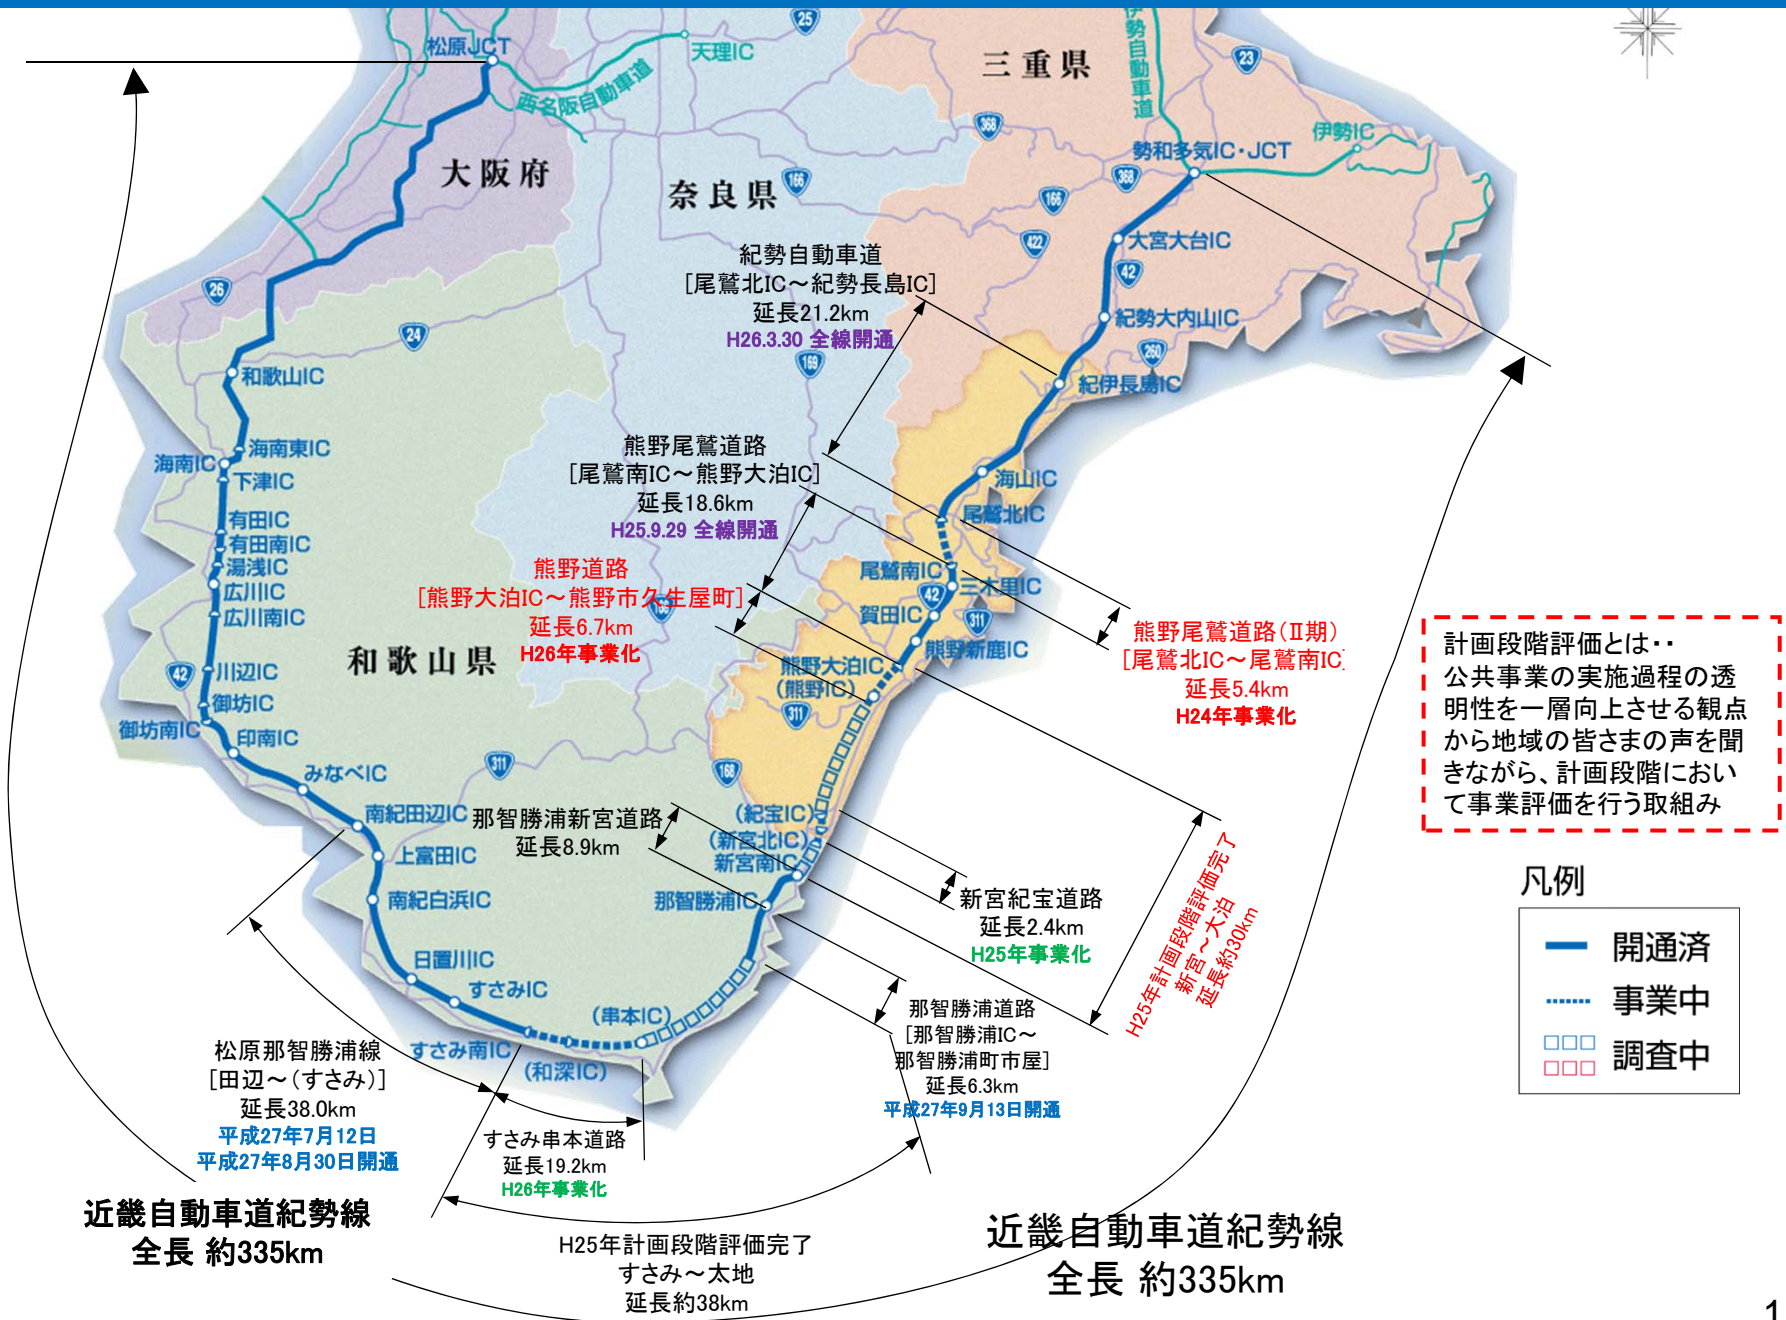 25
松原JCT
天理IC
西名阪自動車道
三重県
伊勢自動車道
23
伊勢IC
勢和多気IC・JCT
368
368
大阪府
奈良県
166
166
422
大宮大台IC
42
紀勢自動車道
[尾鷲北IC～紀勢長島IC]
延長21.2km
H26.3.30 全線開通
26
24
169
紀勢大内山IC
260
紀伊長島IC
和歌山IC
海南東IC
海南IC
下津IC
有田IC
有田南IC
湯浅IC
広川IC
広川南IC
川辺IC
42
御坊IC
御坊南IC
印南IC
みなべIC
南紀田辺IC
上富田IC
南紀白浜IC
日置川IC
すさみIC
すさみ南IC
(和深IC)
(串本IC)
和歌山県
311
168
熊野尾鷲道路
[尾鷲南IC～熊野大泊IC]
延長18.6km
H25.9.29 全線開通
海山IC
尾鷲北IC
尾鷲南IC
三木里IC
42
賀田IC
311
熊野新鹿IC
熊野大泊IC
(熊野IC)
311
熊野道路
[熊野大泊IC～熊野市久生屋町]
延長6.7km
H26年事業化
熊野尾鷲道路(Ⅱ期)
[尾鷲北IC～尾鷲南IC]
延長5.4km
H24年事業化
計画段階評価とは‥
公共事業の実施過程の透
明性を一層向上させる観点
から地域の皆さまの声を聞
きながら、計画段階におい
て事業評価を行う取組み
(紀宝IC)
(新宮北IC)
新宮南IC
那智勝浦IC
那智勝浦新宮道路
延長8.9km
新宮紀宝道路
延長2.4km
H25年事業化
H25年計画段階評価完了
新宮～大泊
延長約30km
那智勝浦道路
[那智勝浦IC～
那智勝浦町市屋]
延長6.3km
平成27年9月13日開通
凡例
開通済
事業中
調査中
松原那智勝浦線
[田辺～(すさみ)]
延長38.0km
平成27年7月12日
平成27年8月30日開通
すさみ串本道路
延長19.2km
H26年事業化
近畿自動車道紀勢線
全長 約335km
H25年計画段階評価完了
すさみ～太地
延長約38km
近畿自動車道紀勢線
全長 約335km
1